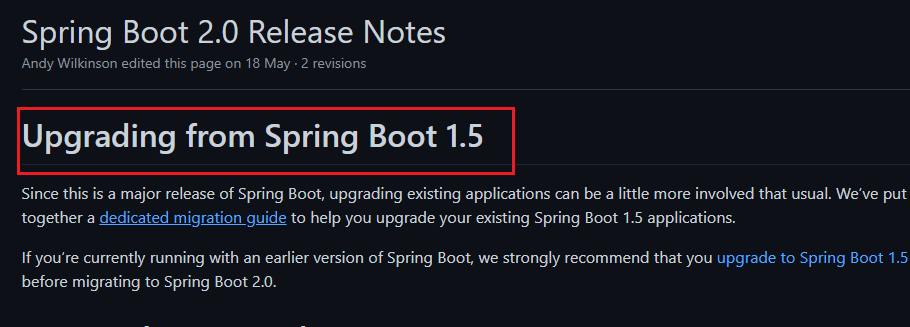 Spring Boot 2.0 Release Notes
Andy Wilkinson edited this page on 18 May · 2 revisions
Upgrading from Spring Boot 1.5
Since this is a major release of Spring Boot, upgrading existing applications can be a little more involved that usual. We’ve put
together a dedicated migration guide to help you upgrade your existing Spring Boot 1.5 applications.
If you’re currently running with an earlier version of Spring Boot, we strongly recommend that you upgrade to Spring Boot 1.5
before migrating to Spring Boot 2.0.